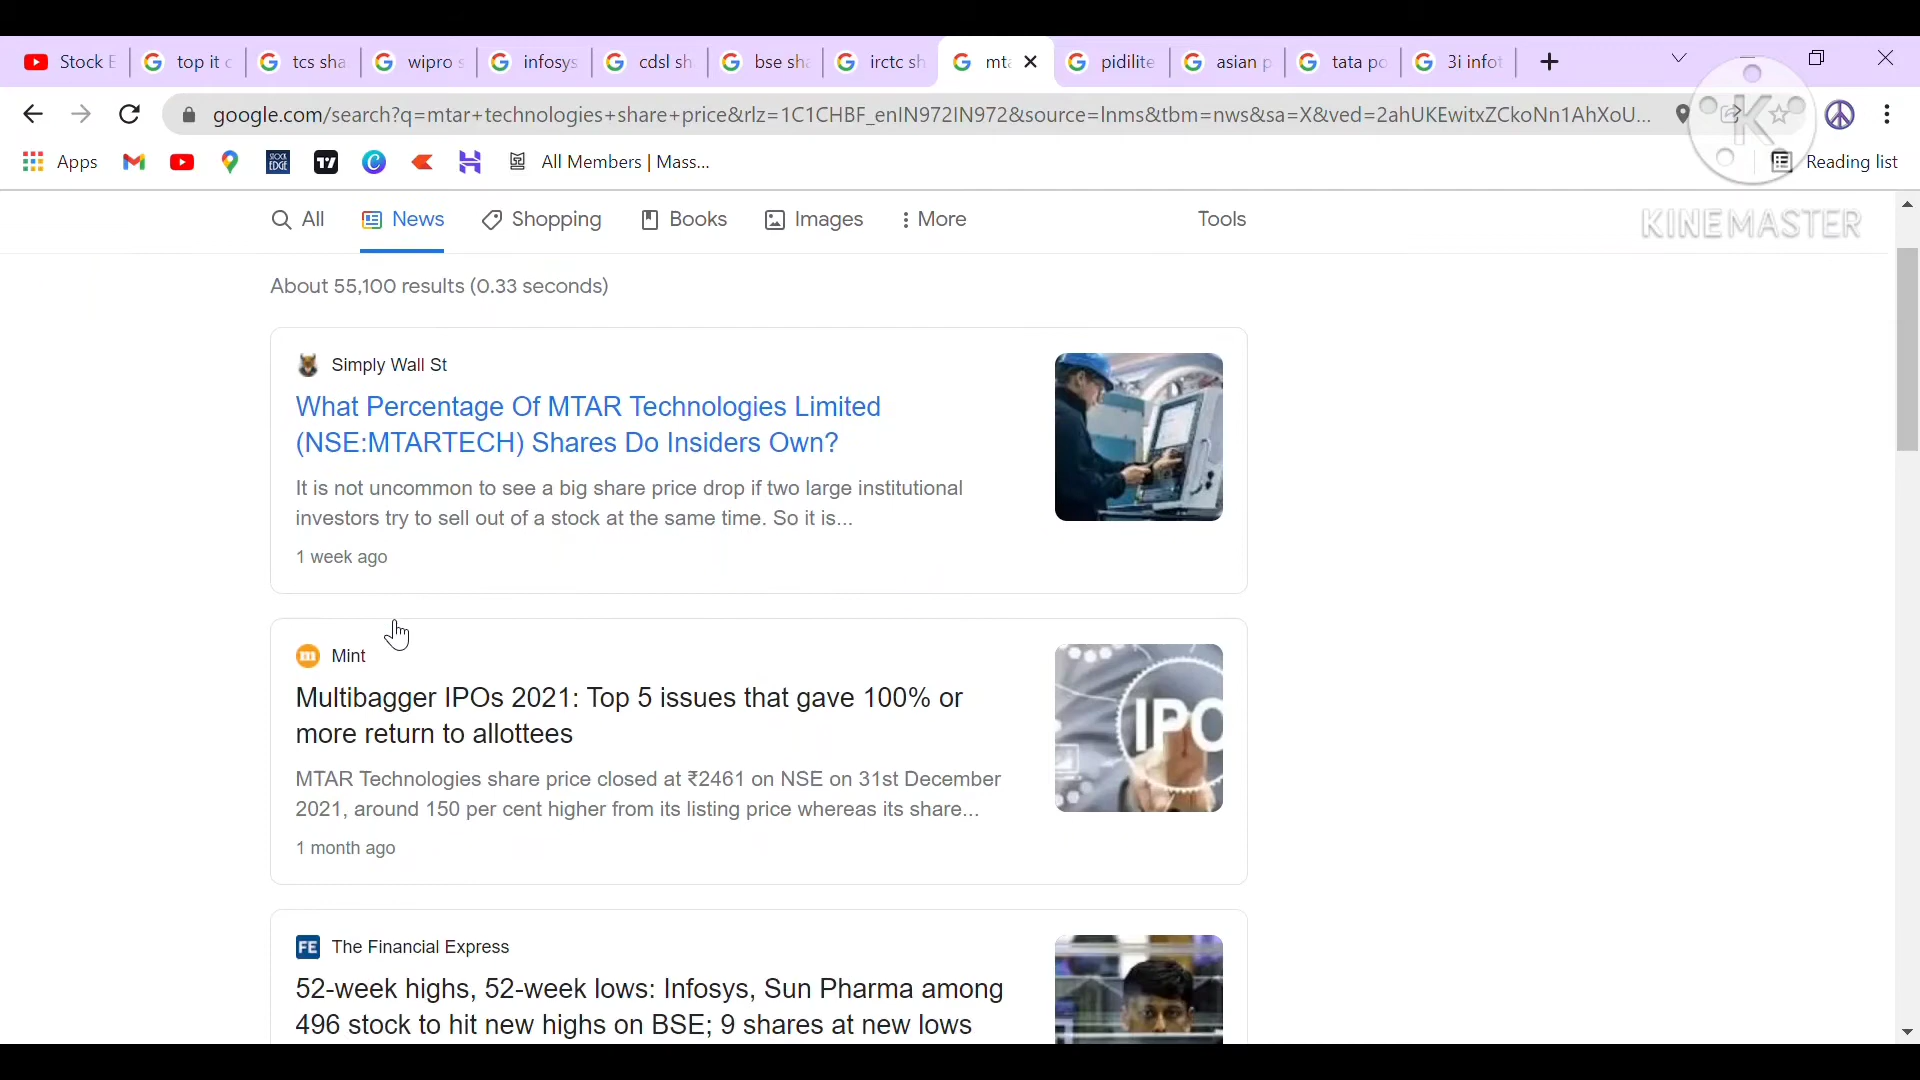 Stock E
top it c
tcs sha
wipro s
infosys
cdsl sh
bse sha
irctc sh
mta
pidilite
asian p
tata po
3i infot
google.com/search?q=mtar+technologies+share+price&rlz=1C1CHBF_enIN972IN972&source=lnms&tbm=nws&sa=X&ved=2ahUKEwitxZCkoNn1AhXoU...
Apps
STOCK EDGE
All Members | Mass...
Reading list
All
News
Shopping
Books
Images
More
Tools
KINEMASTER
About 55,100 results (0.33 seconds)
Simply Wall St
What Percentage Of MTAR Technologies Limited
(NSE:MTARTECH) Shares Do Insiders Own?
It is not uncommon to see a big share price drop if two large institutional
investors try to sell out of a stock at the same time. So it is...
1 week ago
m Mint
Multibagger IPOs 2021: Top 5 issues that gave 100% or
more return to allottees
MTAR Technologies share price closed at ₹2461 on NSE on 31st December
2021, around 150 per cent higher from its listing price whereas its share...
1 month ago
IPO
FE The Financial Express
52-week highs, 52-week lows: Infosys, Sun Pharma among
496 stock to hit new highs on BSE; 9 shares at new lows